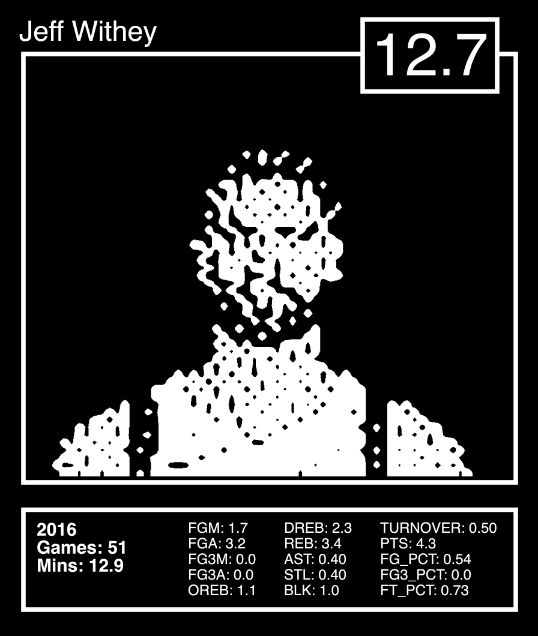 Jeff Withey
12.7
2016
Games: 51
Mins: 12.9
FGM: 1.7
FGA: 3.2
FG3M: 0.0
FG3A: 0.0
OREB: 1.1
DREB: 2.3
REB: 3.4
AST: 0.40
STL: 0.40
BLK: 1.0
TURNOVER: 0.50
PTS: 4.3
FG_PCT: 0.54
FG3_PCT: 0.0
FT_PCT: 0.73